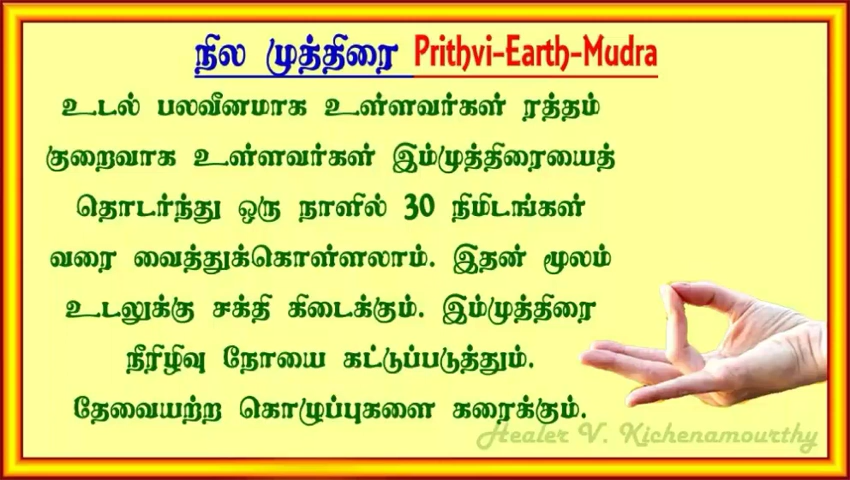 நில முத்திரை Prithvi-Earth-Mudra
உடல் பலவீனமாக உள்ளவர்கள் ரத்தம்
குறைவாக உள்ளவர்கள் இம்முத்திரையைத்
தொடர்ந்து ஒரு நாளில் 30 நிமிடங்கள்
வரை வைத்துக்கொள்ளலாம். இதன் மூலம்
உடலுக்கு சக்தி கிடைக்கும். இம்முத்திரை
நீரிழிவு நோயை கட்டுப்படுத்தும்.
தேவையற்ற கொழுப்புகளை கரைக்கும்.
Healer V. Kichenamourthy